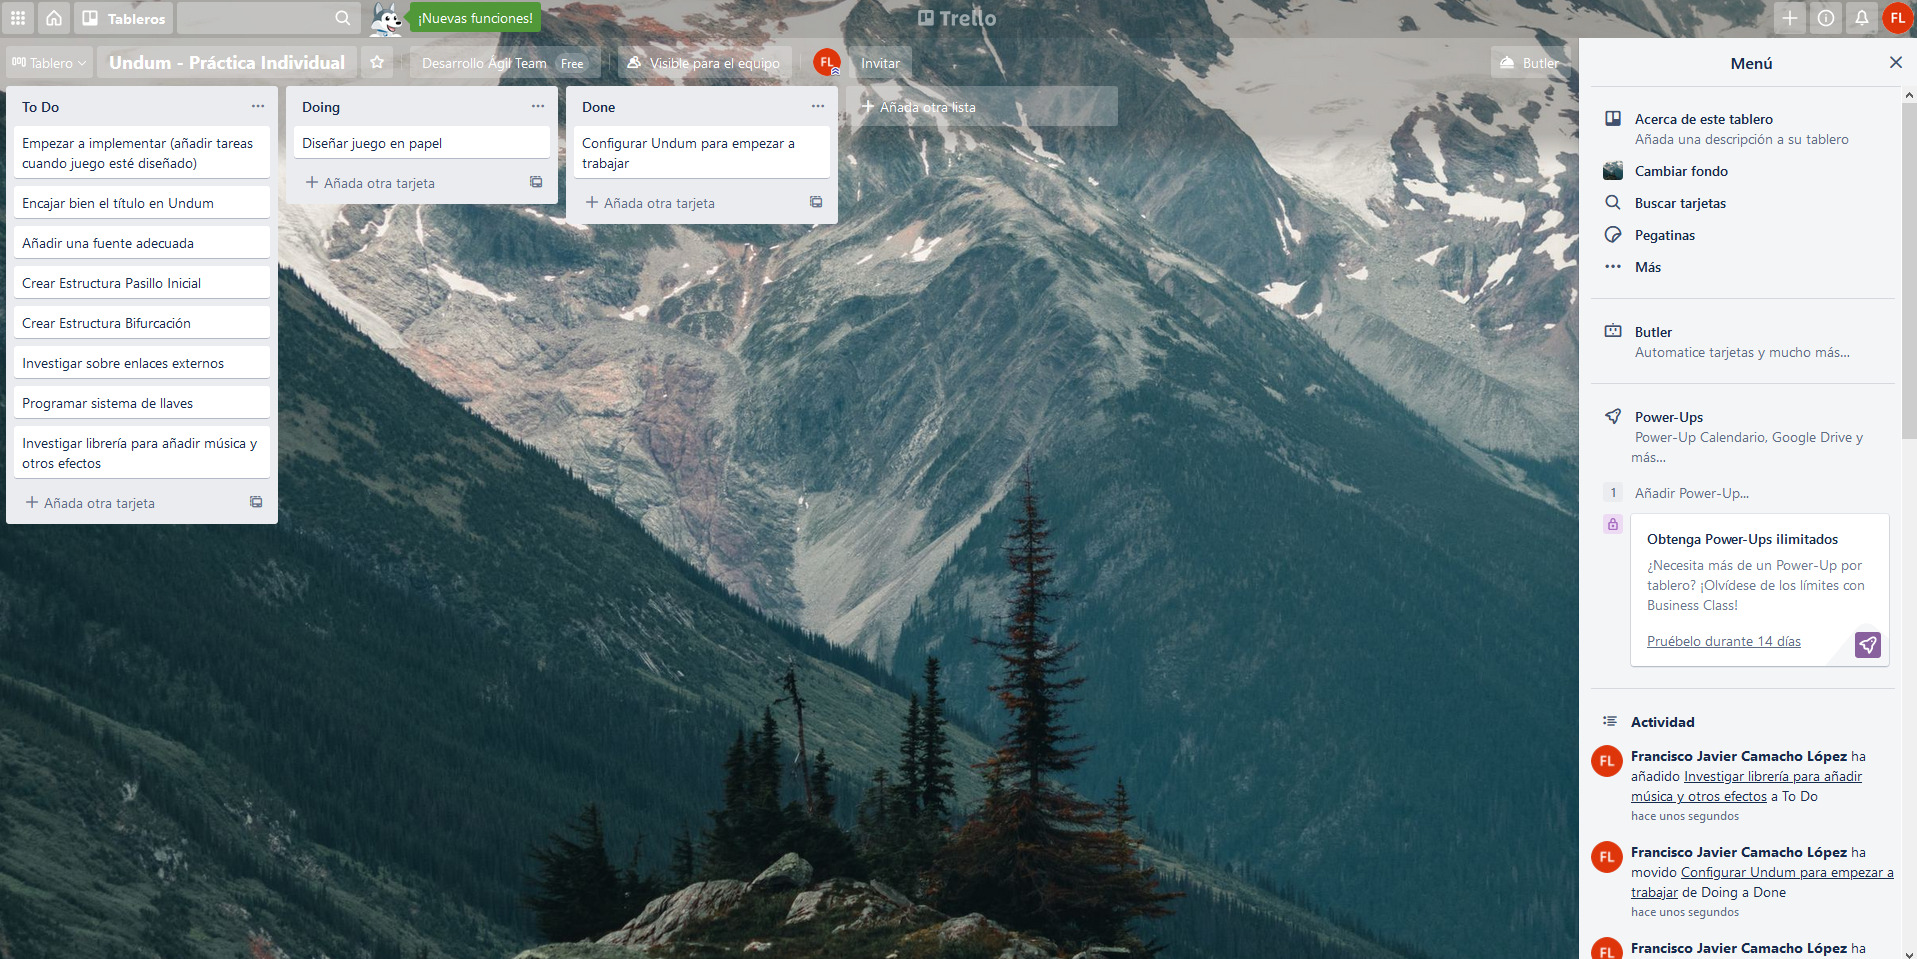 Tableros
¡Nuevas funciones!
Trello
FL
Tablero
Undum - Práctica Individual
Desarrollo Ágil Team Free
Visible para el equipo
FL
Invitar
Butler
To Do
Empezar a implementar (añadir tareas
cuando juego esté diseñado)
Encajar bien el título en Undum
Añadir una fuente adecuada
Crear Estructura Pasillo Inicial
Crear Estructura Bifurcación
Investigar sobre enlaces externos
Programar sistema de llaves
Investigar librería para añadir música y
otros efectos
Añada otra tarjeta
Doing
Diseñar juego en papel
Añada otra tarjeta
Done
Configurar Undum para empezar a
trabajar
Añada otra tarjeta
Añada otra lista
Menú
Acerca de este tablero
Añada una descripción a su tablero
Cambiar fondo
Buscar tarjetas
Pegatinas
Más
Butler
Automatice tarjetas y mucho más...
Power-Ups
Power-Up Calendario, Google Drive y
más...
1 Añadir Power-Up...
Obtenga Power-Ups ilimitados
¿Necesita más de un Power-Up por
tablero? ¡Olvídese de los límites con
Business Class!
Pruébelo durante 14 días
Actividad
FL
Francisco Javier Camacho López ha
añadido Investigar librería para añadir
música y otros efectos a To Do
hace unos segundos
FL
Francisco Javier Camacho López ha
movido Configurar Undum para empezar a
trabajar de Doing a Done
hace unos segundos
FL
Francisco Javier Camacho López ha